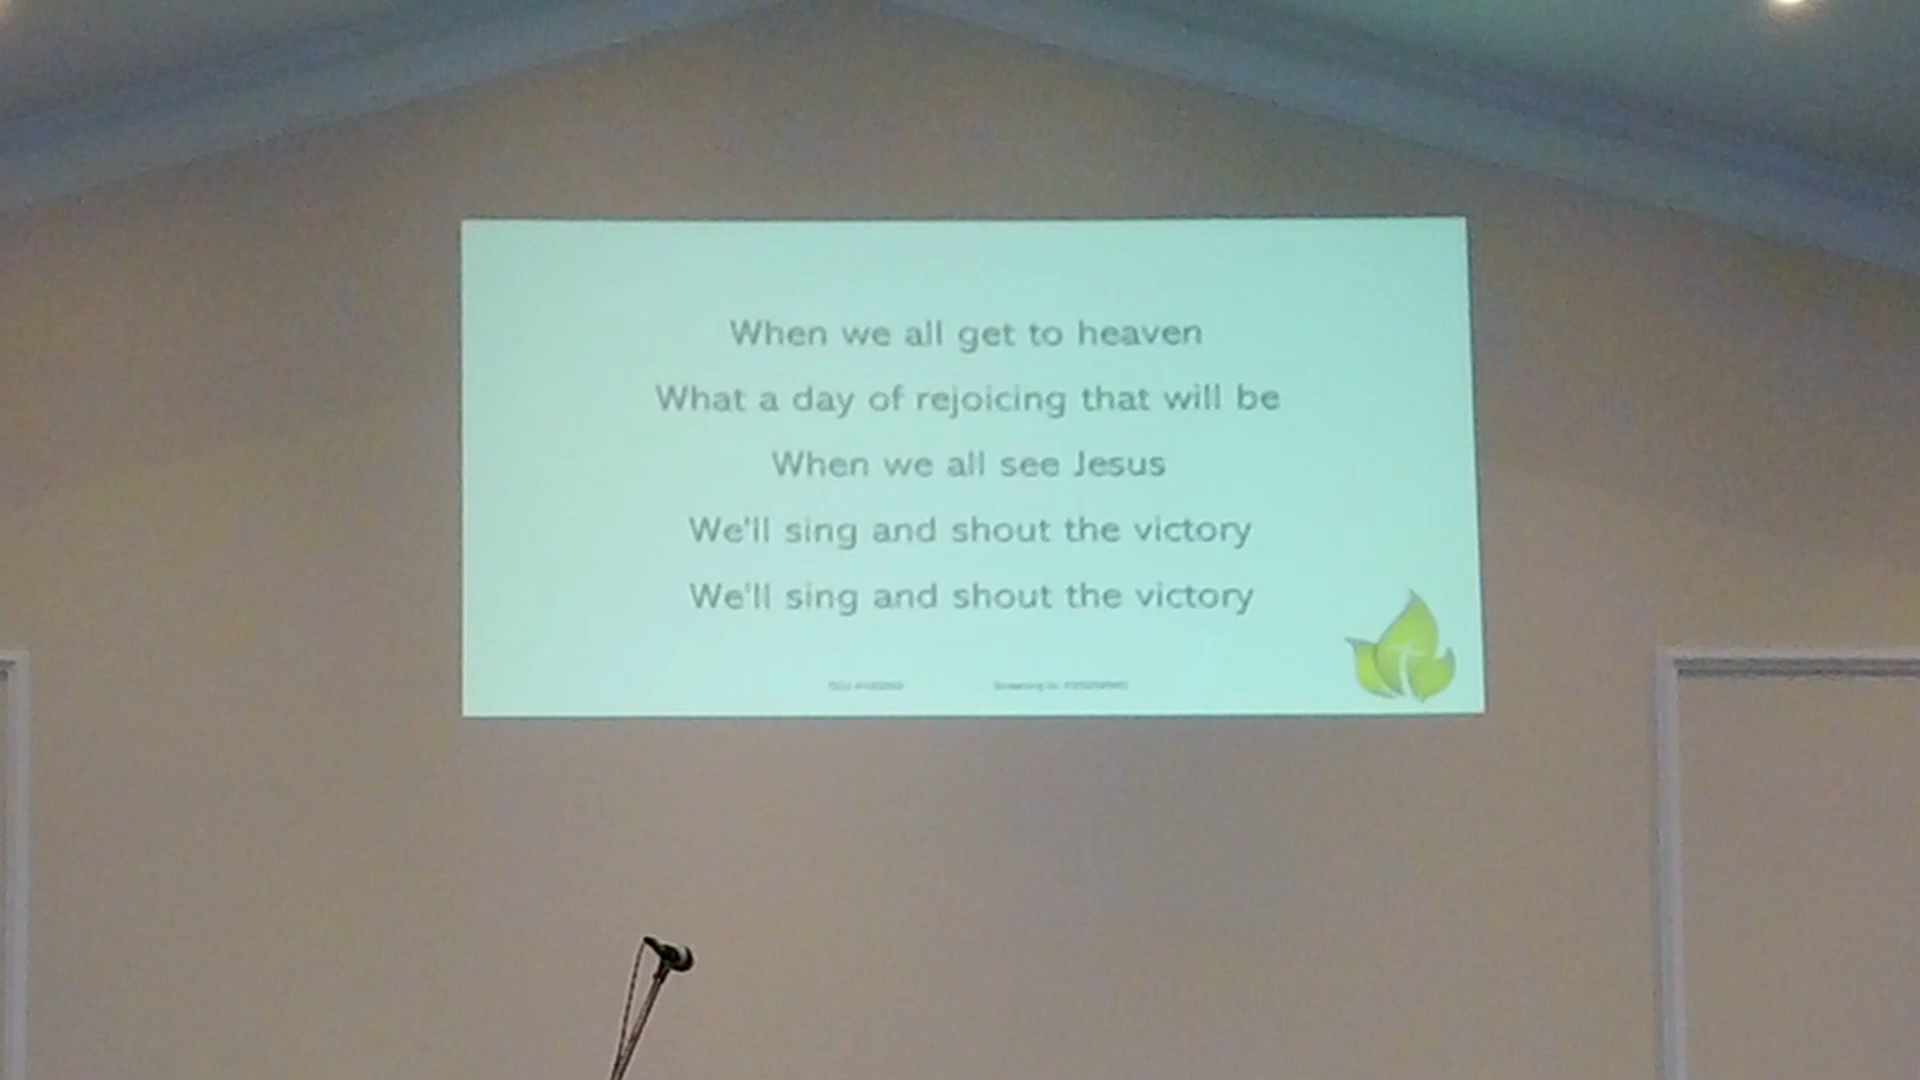 When we all get to heaven
What a day of rejoicing that will be
When we all see Jesus
We'll sing and shout the victory
We'll sing and shout the victory